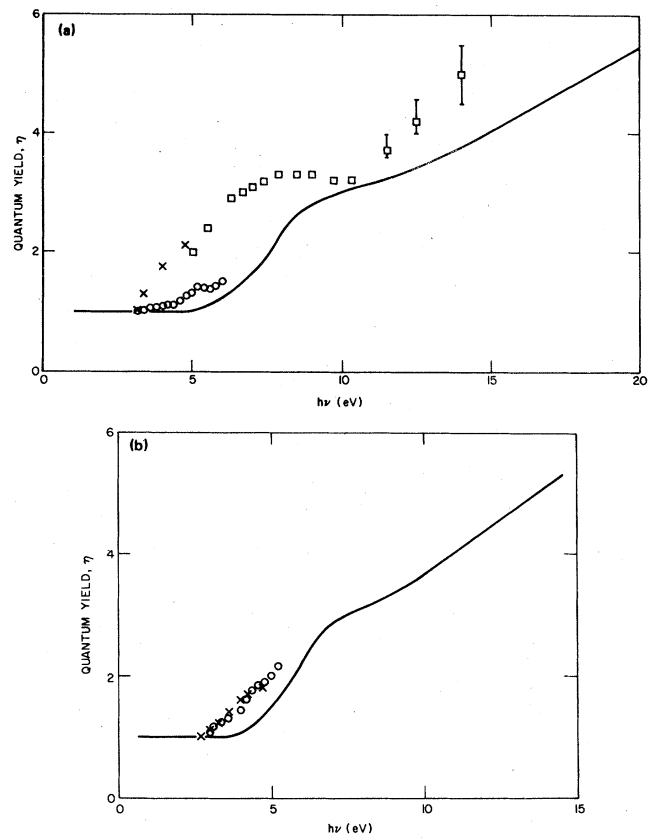 (a)
6
4
2
0
QUANTUM YIELD, η
0 5 10 15 20
hν (eV)
(b)
6
4
2
0
QUANTUM YIELD, η
0 5 10 15
hν (eV)